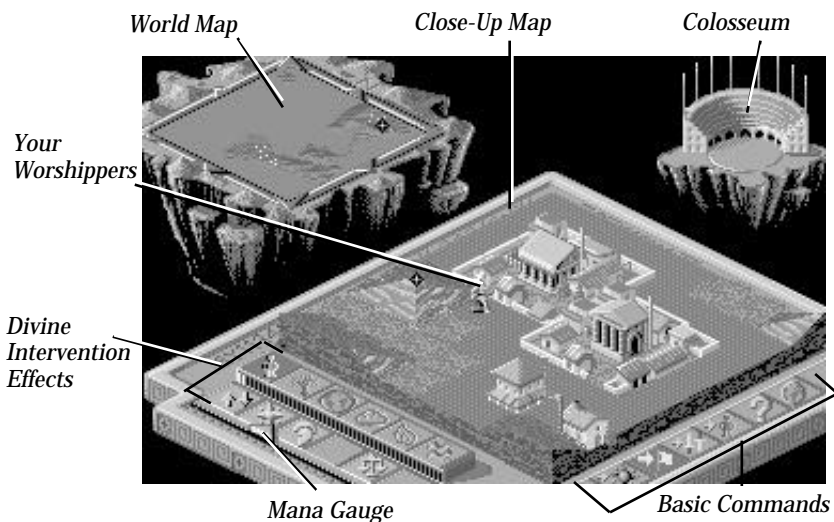 World Map
Close-Up Map
Colosseum
Your
Worshippers
Divine
Intervention
Effects
Mana Gauge
Basic Commands